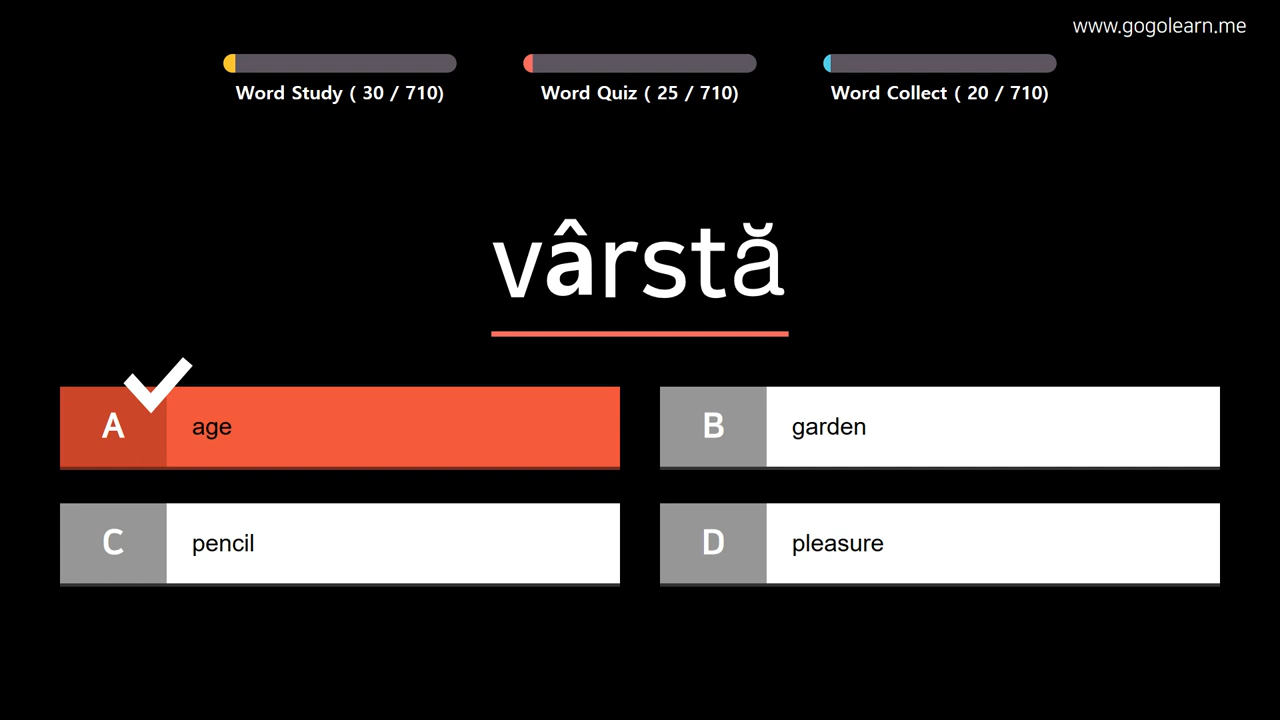 www.gogolearn.me
Word Study ( 30 / 710)
Word Quiz ( 25 / 710)
Word Collect ( 20 / 710)
vârstă
A age
B garden
C pencil
D pleasure